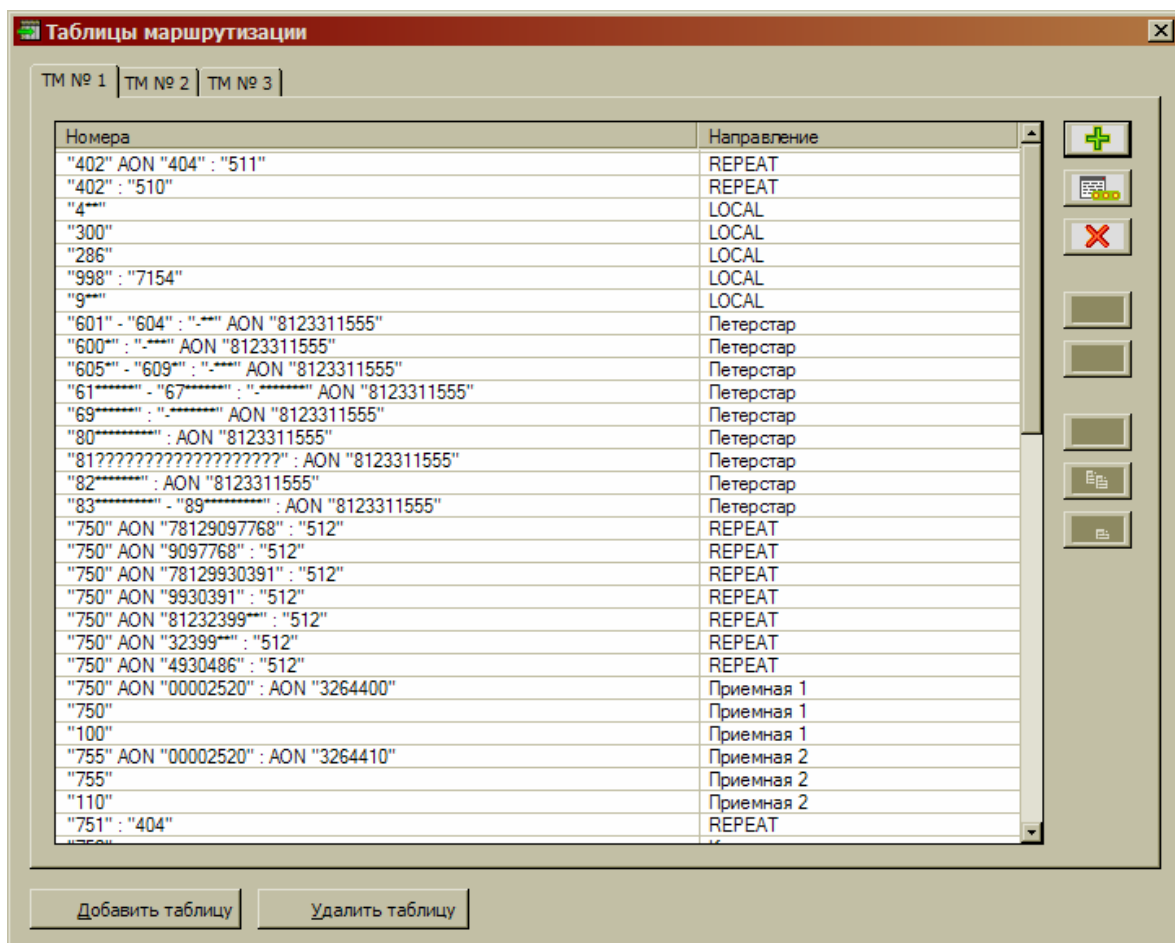 Таблицы маршрутизации
ТМ № 1 ТМ № 2 ТМ № 3
Номера Направление
"402" AON "404" : "511" REPEAT
"402" : "510" REPEAT
"4**" LOCAL
"300" LOCAL
"286" LOCAL
"998" : "7154" LOCAL
"9**" LOCAL
"601" - "604" : "-**" AON "8123311555" Петерстар
"600*" : "-***" AON "8123311555" Петерстар
"605*" - "609*" : "-***" AON "8123311555" Петерстар
"61******" - "67******" : "-*******" AON "8123311555" Петерстар
"69******" : "-*******" AON "8123311555" Петерстар
"80*********" : AON "8123311555" Петерстар
"81???????????????????" : AON "8123311555" Петерстар
"82*******" : AON "8123311555" Петерстар
"83*********" - "89*********" : AON "8123311555" Петерстар
"750" AON "78129097768" : "512" REPEAT
"750" AON "9097768" : "512" REPEAT
"750" AON "78129930391" : "512" REPEAT
"750" AON "9930391" : "512" REPEAT
"750" AON "81232399**" : "512" REPEAT
"750" AON "32399**" : "512" REPEAT
"750" AON "4930486" : "512" REPEAT
"750" AON "00002520" : AON "3264400" Приемная 1
"750" Приемная 1
"100" Приемная 1
"755" AON "00002520" : AON "3264410" Приемная 2
"755" Приемная 2
"110" Приемная 2
"751" : "404" REPEAT
Добавить таблицу Удалить таблицу